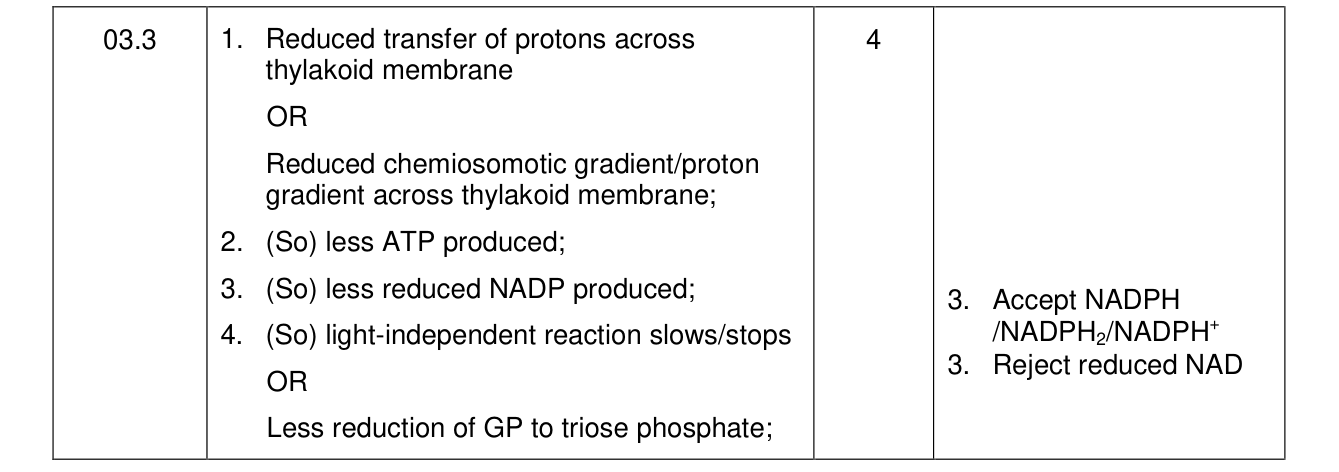 03.3
1. Reduced transfer of protons across
thylakoid membrane
OR
Reduced chemiosomotic gradient/proton
gradient across thylakoid membrane;
2. (So) less ATP produced;
3. (So) less reduced NADP produced;
4. (So) light-independent reaction slows/stops
OR
Less reduction of GP to triose phosphate;
4
3. Accept NADPH
/NADPH₂/NADPH⁺
3. Reject reduced NAD